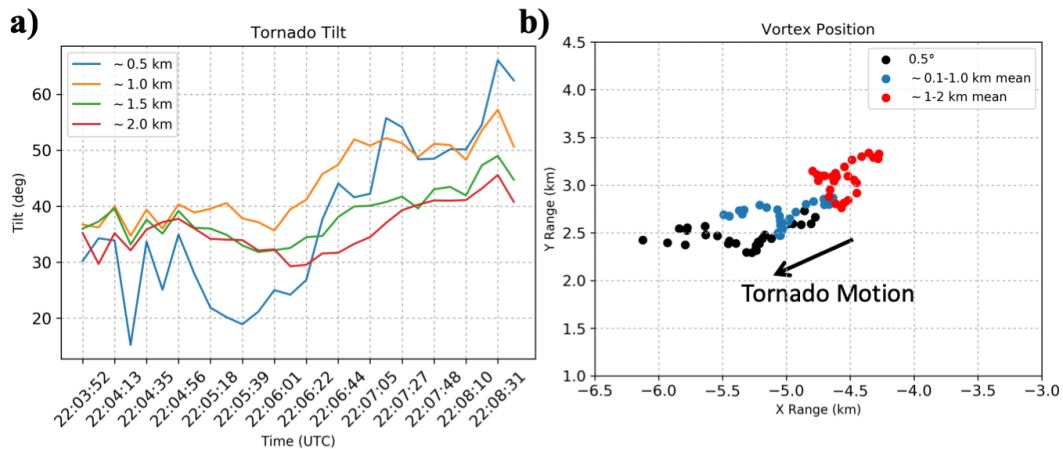 a)
Tornado Tilt
~ 0.5 km
~ 1.0 km
~ 1.5 km
~ 2.0 km
60
50
40
30
20
Tilt (deg)
22:03:52
22:04:13
22:04:35
22:04:56
22:05:18
22:05:39
22:06:01
22:06:22
22:06:44
22:07:05
22:07:27
22:07:48
22:08:10
22:08:31
Time (UTC)
b)
Vortex Position
0.5°
~ 0.1-1.0 km mean
~ 1-2 km mean
4.5
4.0
3.5
3.0
2.5
2.0
1.5
1.0
Y Range (km)
Tornado Motion
−6.5
−6.0
−5.5
−5.0
−4.5
−4.0
−3.5
−3.0
X Range (km)